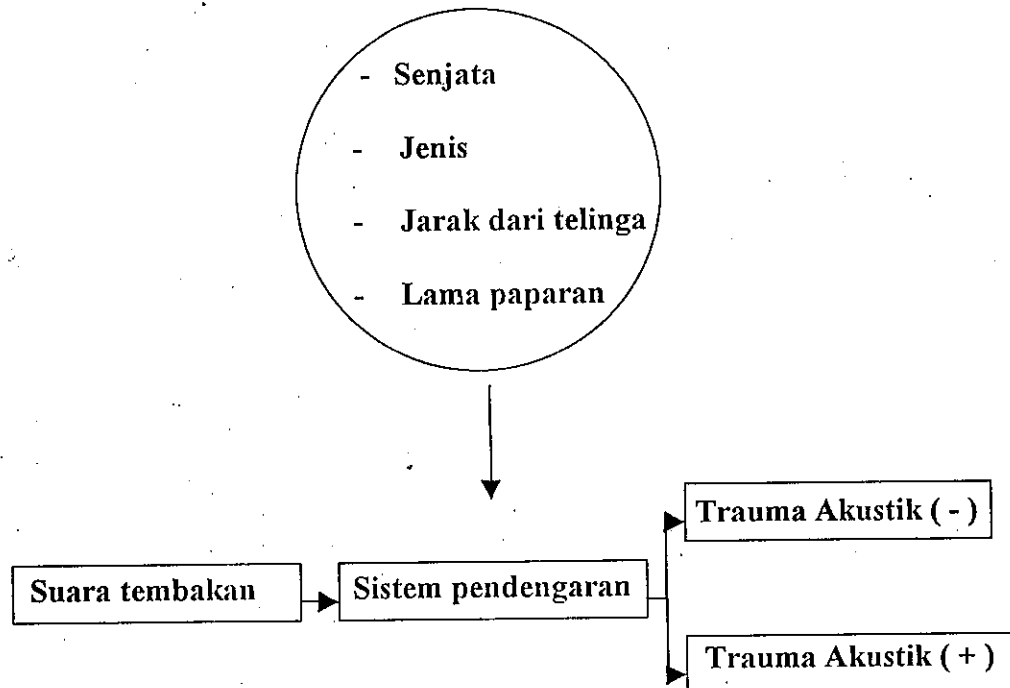 - Senjata
- Jenis
- Jarak dari telinga
- Lama paparan
Trauma Akustik ( - )
Suara tembakan
Sistem pendengaran
Trauma Akustik ( + )